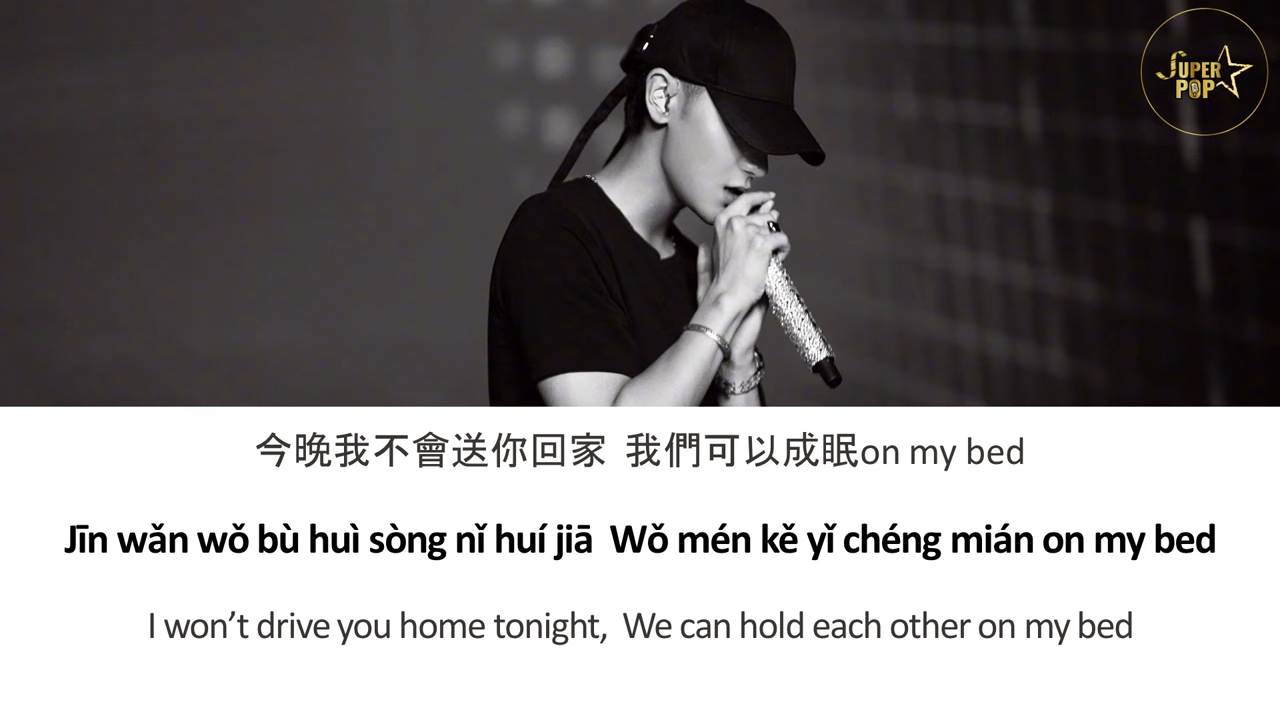 SUPER
POP
今晚我不會送你回家 我們可以成眠on my bed
Jīn wǎn wǒ bù huì sòng nǐ huí jiā Wǒ mén kě yǐ chéng mián on my bed
I won’t drive you home tonight, We can hold each other on my bed